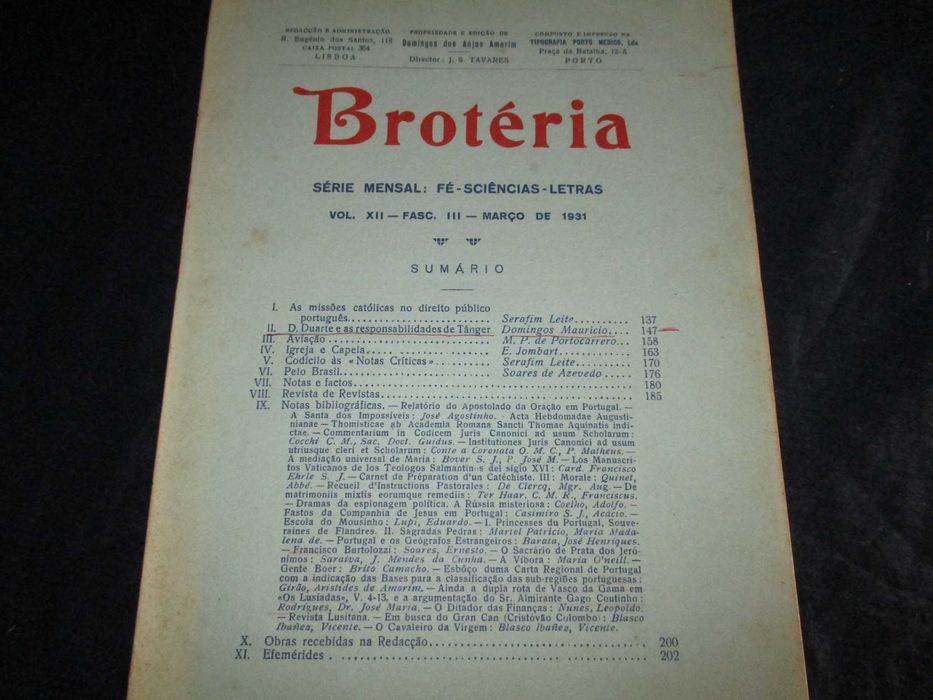 REDACÇÃO E ADMINISTRAÇÃO
R. Eugénio dos Santos, 118
CAIXA POSTAL 364
LISBOA
PROPRIEDADE E EDIÇÃO DE
Domingos dos Anjos Amorim
Director: J. S. TAVARES
COMPOSTO E IMPRESSO NA
TIPOGRAFIA PORTO MEDICO, Lda
Praça da Batalha, 12-A
PORTO
Brotéria
SÉRIE MENSAL: FÉ-SCIÊNCIAS-LETRAS
VOL. XII — FASC. III — MARÇO DE 1931
SUMÁRIO
I. As missões católicas no direito público
português.......... Serafim Leite.......... 137
II. D. Duarte e as responsabilidades de Tânger Domingos Maurício.... 147
III. Aviação.......... M. P. de Portocarrero... 158
IV. Igreja e Capela.......... E. Jombart.......... 163
V. Codicilo às «Notas Críticas».......... Serafim Leite.......... 170
VI. Pelo Brasil.......... Soares de Azevedo..... 176
VII. Notas e factos.......... 180
VIII. Revista de Revistas.......... 185
IX. Notas bibliográficas. — Relatório do Apostolado da Oração em Portugal. —
A Santa dos Impossíveis: José Agostinho. - Acta Hebdomadae Augusti-
nianae — Thomisticae ab Academia Romana Sancti Thomae Aquinatis indi-
ctae. — Commentarium in Codicem Juris Canonici ad usum Scholarum:
Cocchi C. M., Sac. Doct. Guidus. — Institutiones Juris Canonici ad usum
utriusque cleri et Scholarum: Conte a Coronata O. M. C., P. Matheus. —
A mediação universal de Maria: Bover S. J., P. José M. — Los Manuscri-
tos Vaticanos de los Teologos Salmantinos del siglo XVI: Card. Francisco
Ehrle S. J. — Carnet de Préparation d'un Catéchiste. III: Morale: Quinet,
Abbé. — Recueil d'Instructions Pastorales: De Clercq, Mgr. Aug. — De
matrimoniis mixtis eorumque remediis: Ter Haar, C. M. R., Franciscus.
— Dramas da espionagem política. A Rússia misteriosa: Coelho, Adolfo. —
Fastos da Companhia de Jesus em Portugal: Casimiro S. J., Acácio. —
Escola do Mousinho: Lupi, Eduardo. — I. Princesses du Portugal, Souve-
raines de Flandres. II. Sagradas Pedras: Martel Patrício, Maria Mada-
lena de. — Portugal e os Geógrafos Estrangeiros: Barata, José Henriques.
— Francisco Bartolozzi: Soares, Ernesto. — O Sacrário de Prata dos Jeró-
nimos: Saraiva, J. Mendes da Cunha. — A Víbora: Maria O'neill. —
Gente Boer: Brito Camacho. — Esbôço duma Carta Regional de Portugal
com a indicação das Bases para a classificação das sub-regiões portuguesas:
Girão, Aristides de Amorim. — Ainda a dupla rota de Vasco da Gama em
«Os Lusíadas», V. 4-13, e a argumentação do Sr. Almirante Gago Coutinho:
Rodrigues, Dr. José Maria. — O Ditador das Finanças: Nunes, Leopoldo.
— Revista Lusitana. — Em busca do Gran Can (Cristóvão Colombo): Blasco
Ibañez, Vicente. — O Cavaleiro da Virgem: Blasco Ibañez, Vicente.
X. Obras recebidas na Redacção.......... 200
XI. Efemérides.......... 202